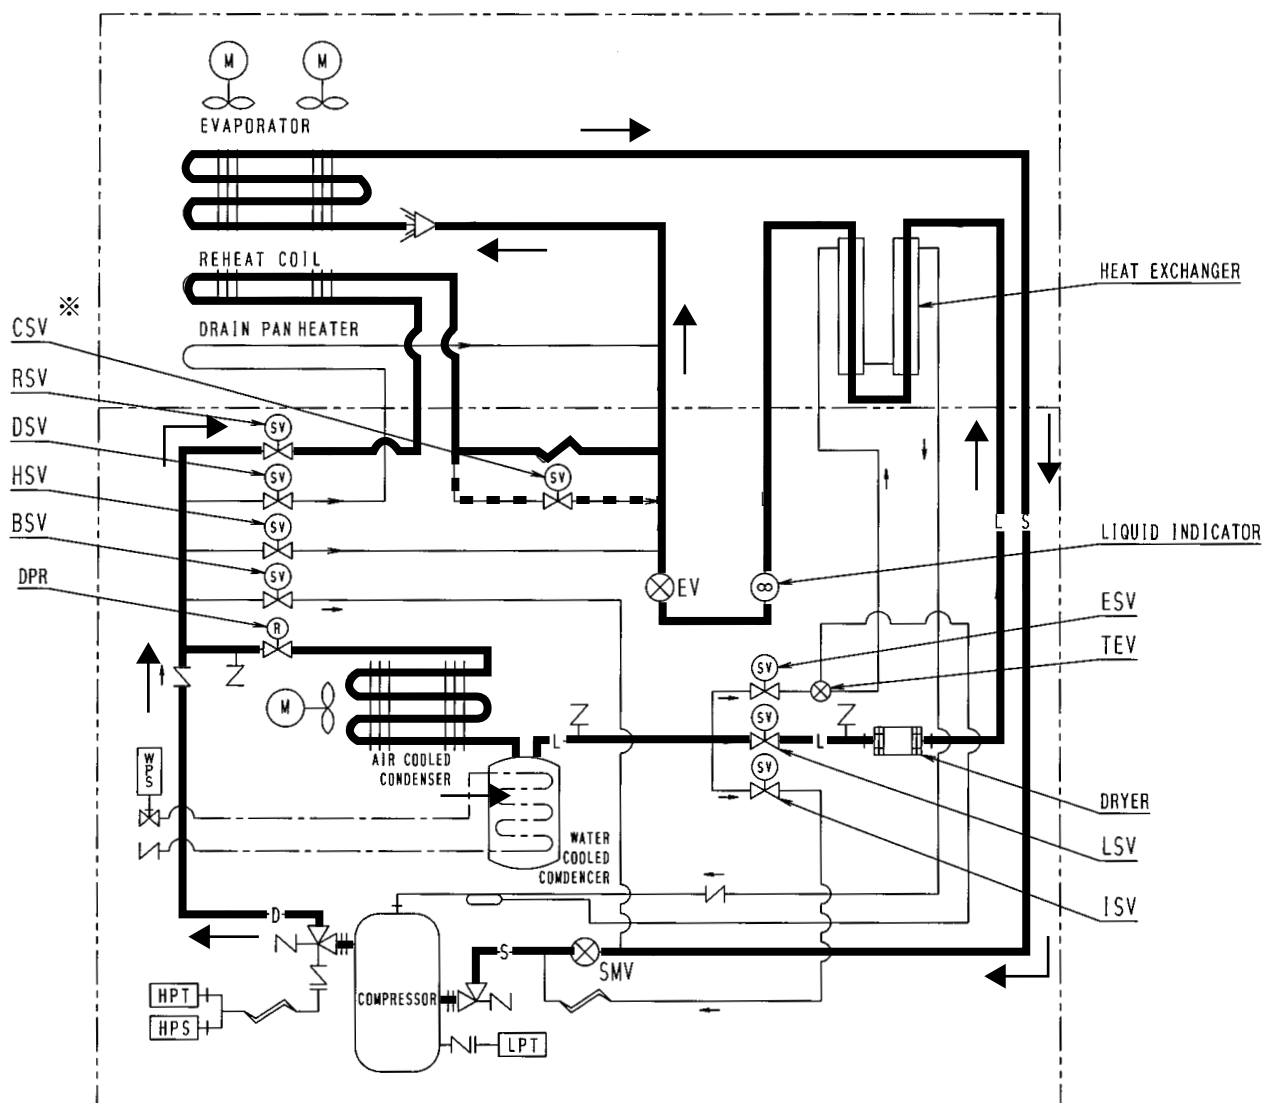 M M
EVAPORATOR
REHEAT COIL
HEAT EXCHANGER
※
CSV
DRAIN PAN HEATER
RSV
SV
DSV
SV
HSV
SV
BSV
SV
SV
L S
LIQUID INDICATOR
DPR
EV
ESV
R
TEV
SV
M
SV
L
L
AIR COOLED
CONDENSER
SV
WPS
DRYER
WATER
COOLED
COMDENCER
LSV
ISV
D
S
SMV
HPT
COMPRESSOR
HPS
LPT